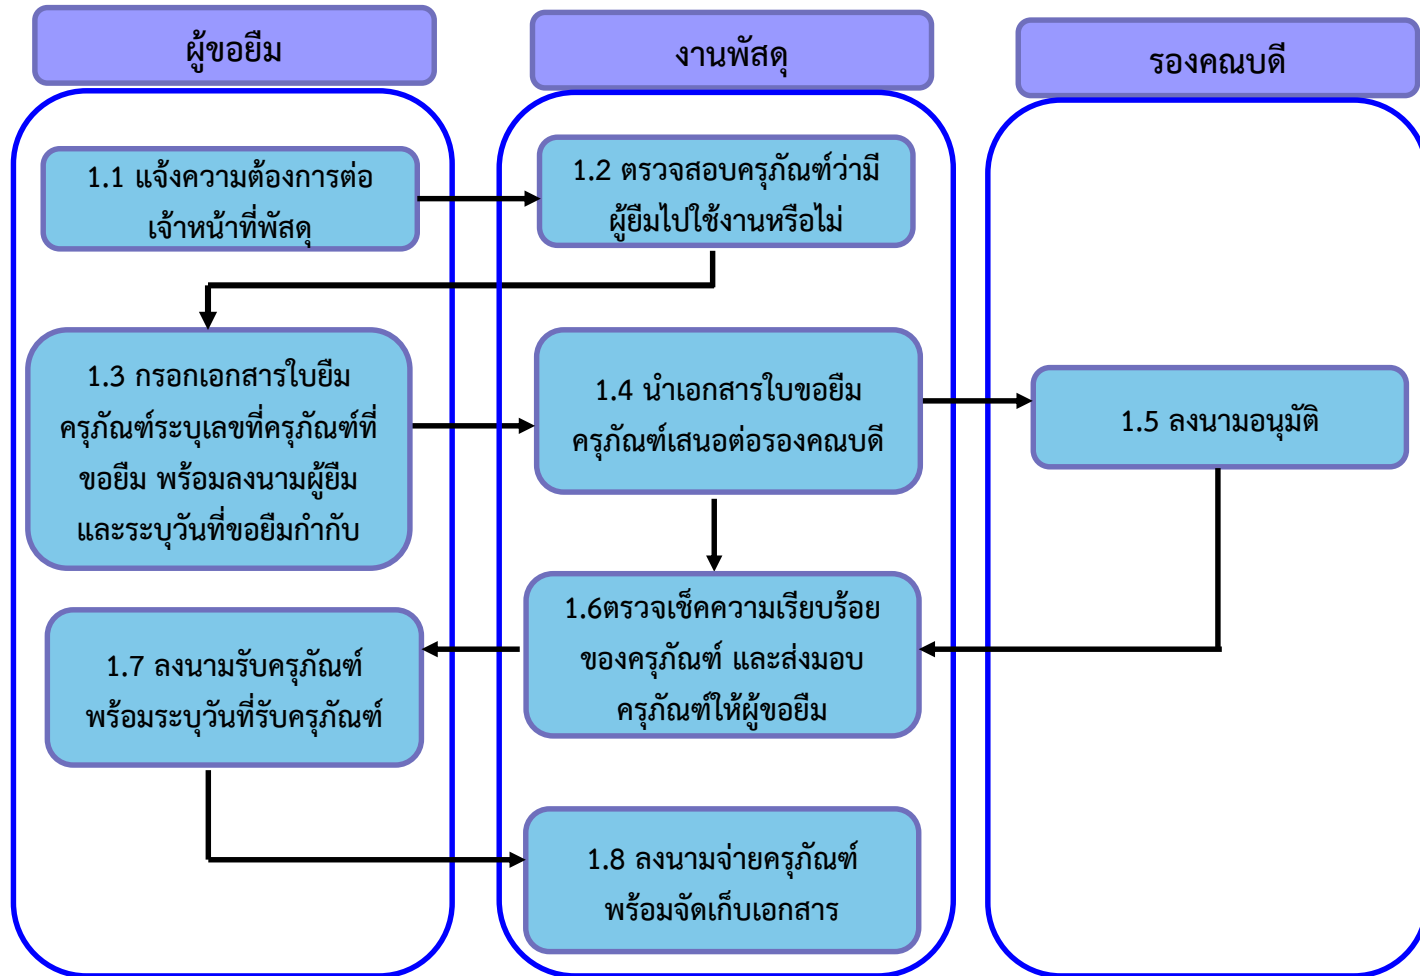 ผู้ขอยืม
งานพัสดุ
รองคณบดี
1.1 แจ้งความต้องการต่อ
เจ้าหน้าที่พัสดุ
1.2 ตรวจสอบครุภัณฑ์ว่ามี
ผู้ยืมไปใช้งานหรือไม่
1.3 กรอกเอกสารใบยืม
ครุภัณฑ์ระบุเลขที่ครุภัณฑ์ที่
ขอยืม พร้อมลงนามผู้ยืม
และระบุวันที่ขอยืมกำกับ
1.4 นำเอกสารใบขอยืม
ครุภัณฑ์เสนอต่อรองคณบดี
1.5 ลงนามอนุมัติ
1.6ตรวจเช็คความเรียบร้อย
ของครุภัณฑ์ และส่งมอบ
ครุภัณฑ์ให้ผู้ขอยืม
1.7 ลงนามรับครุภัณฑ์
พร้อมระบุวันที่รับครุภัณฑ์
1.8 ลงนามจ่ายครุภัณฑ์
พร้อมจัดเก็บเอกสาร